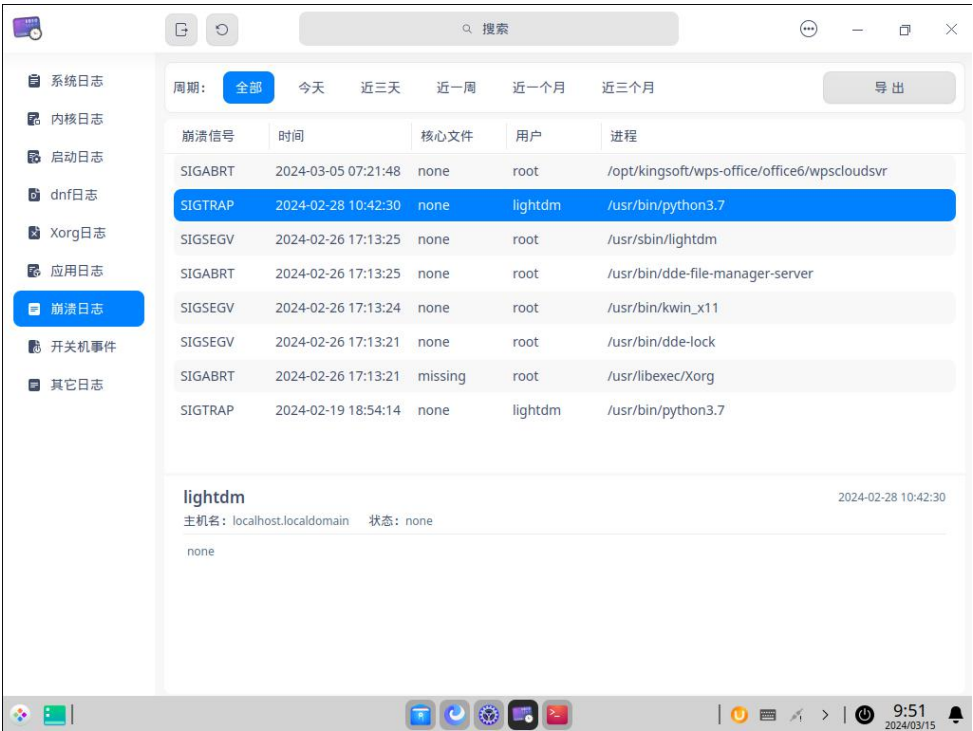 搜索
系统日志
内核日志
启动日志
dnf日志
Xorg日志
应用日志
崩溃日志
开关机事件
其它日志
周期： 全部 今天 近三天 近一周 近一个月 近三个月 导出
崩溃信号 时间 核心文件 用户 进程
SIGABRT 2024-03-05 07:21:48 none root /opt/kingsoft/wps-office/office6/wpscloudsvr
SIGTRAP 2024-02-28 10:42:30 none lightdm /usr/bin/python3.7
SIGSEGV 2024-02-26 17:13:25 none root /usr/sbin/lightdm
SIGABRT 2024-02-26 17:13:25 none root /usr/bin/dde-file-manager-server
SIGSEGV 2024-02-26 17:13:24 none root /usr/bin/kwin_x11
SIGSEGV 2024-02-26 17:13:21 none root /usr/bin/dde-lock
SIGABRT 2024-02-26 17:13:21 missing root /usr/libexec/Xorg
SIGTRAP 2024-02-19 18:54:14 none lightdm /usr/bin/python3.7
lightdm 2024-02-28 10:42:30
主机名：localhost.localdomain 状态：none
none
9:51
2024/03/15